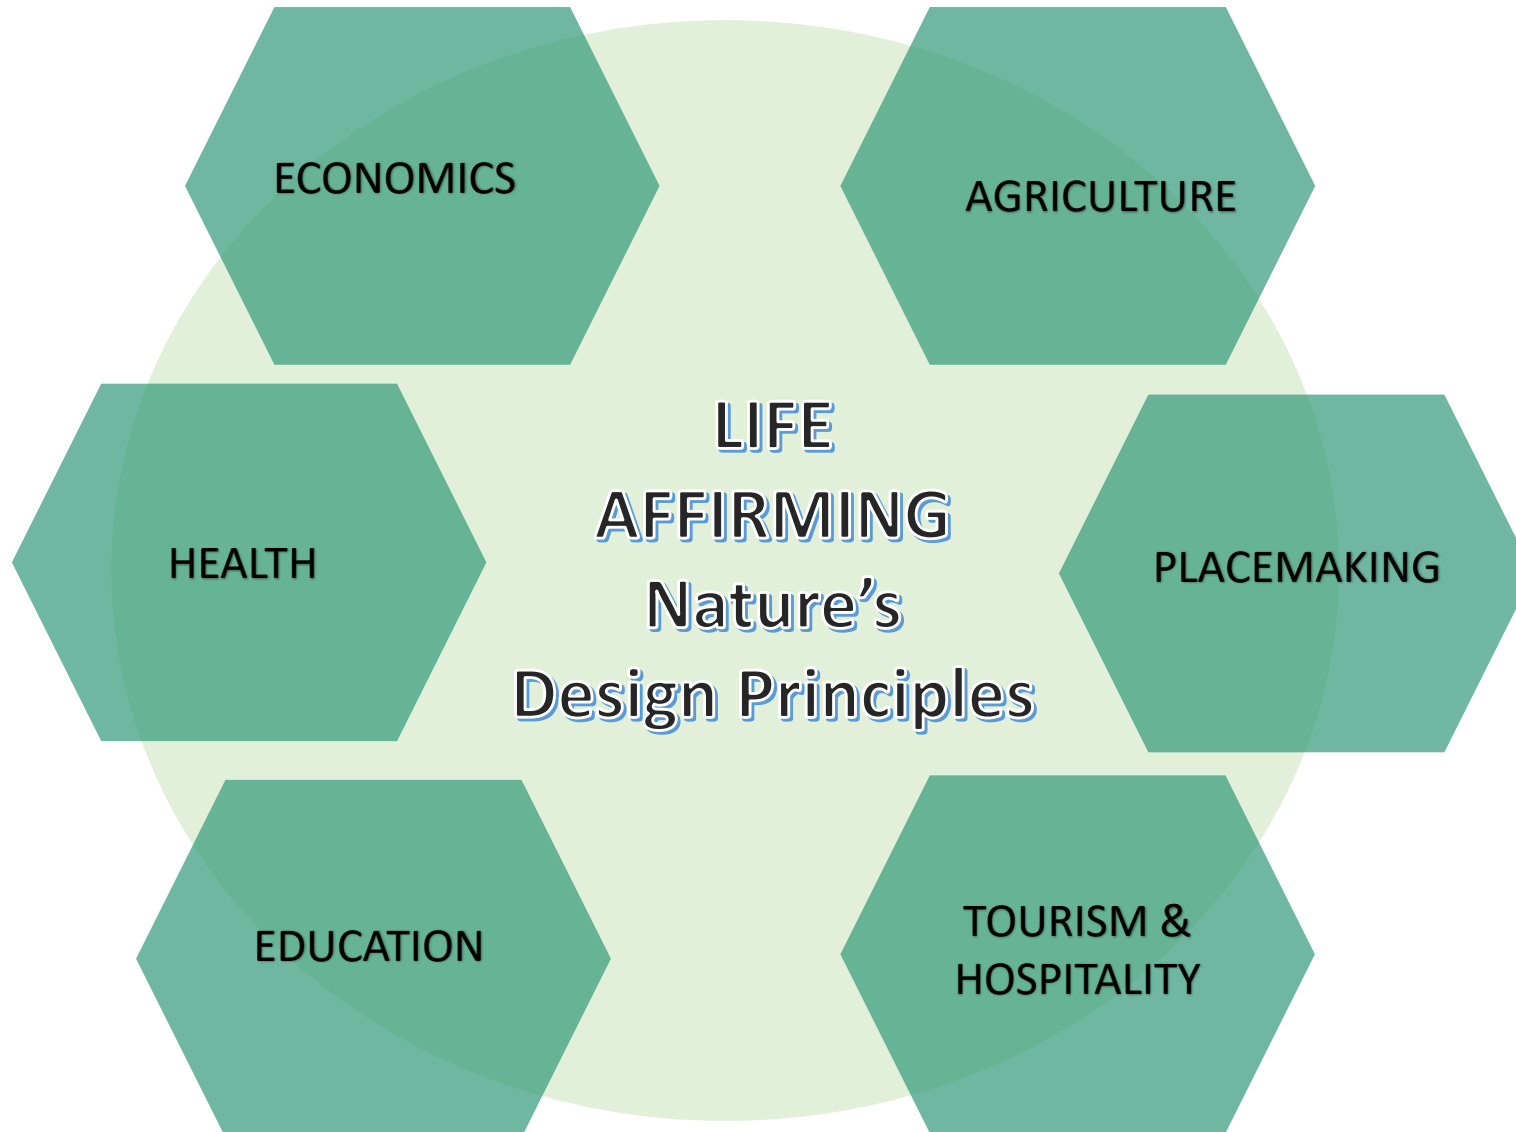 ECONOMICS
AGRICULTURE
LIFE
AFFIRMING
Nature’s
Design Principles
HEALTH
PLACEMAKING
EDUCATION
TOURISM &
HOSPITALITY